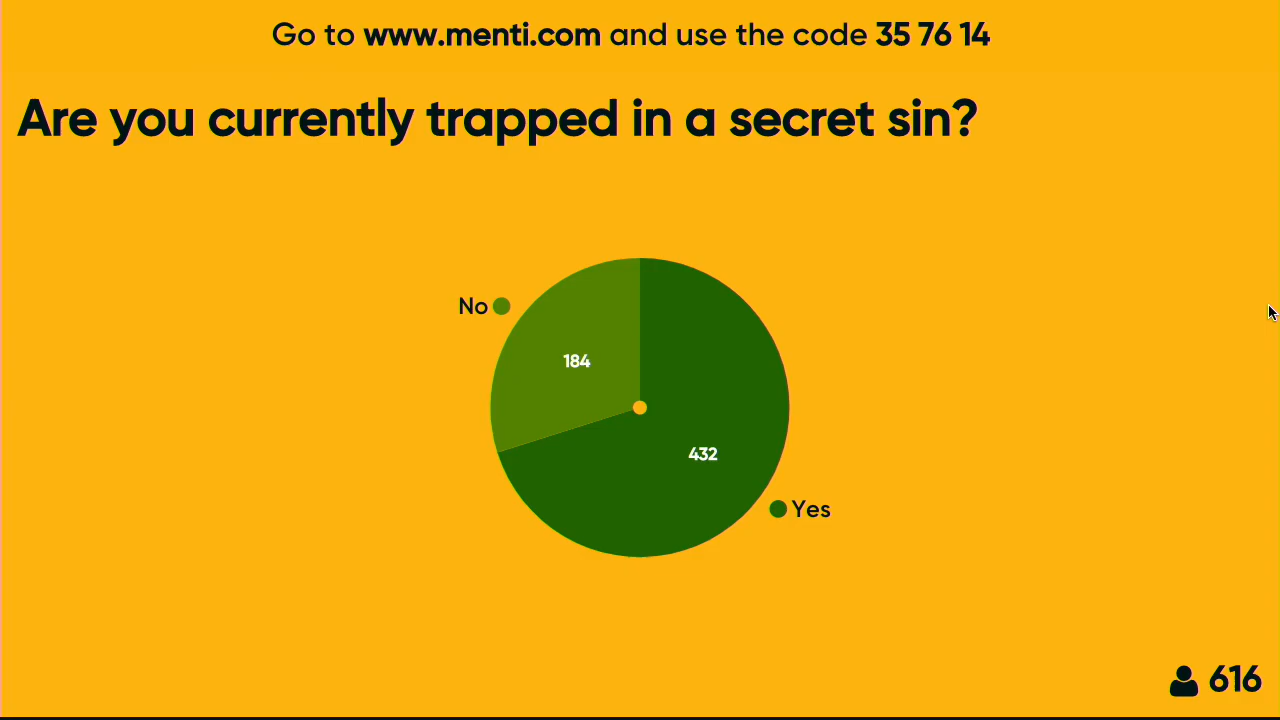 Go to www.menti.com and use the code 35 76 14
Are you currently trapped in a secret sin?
No
184
432
Yes
616